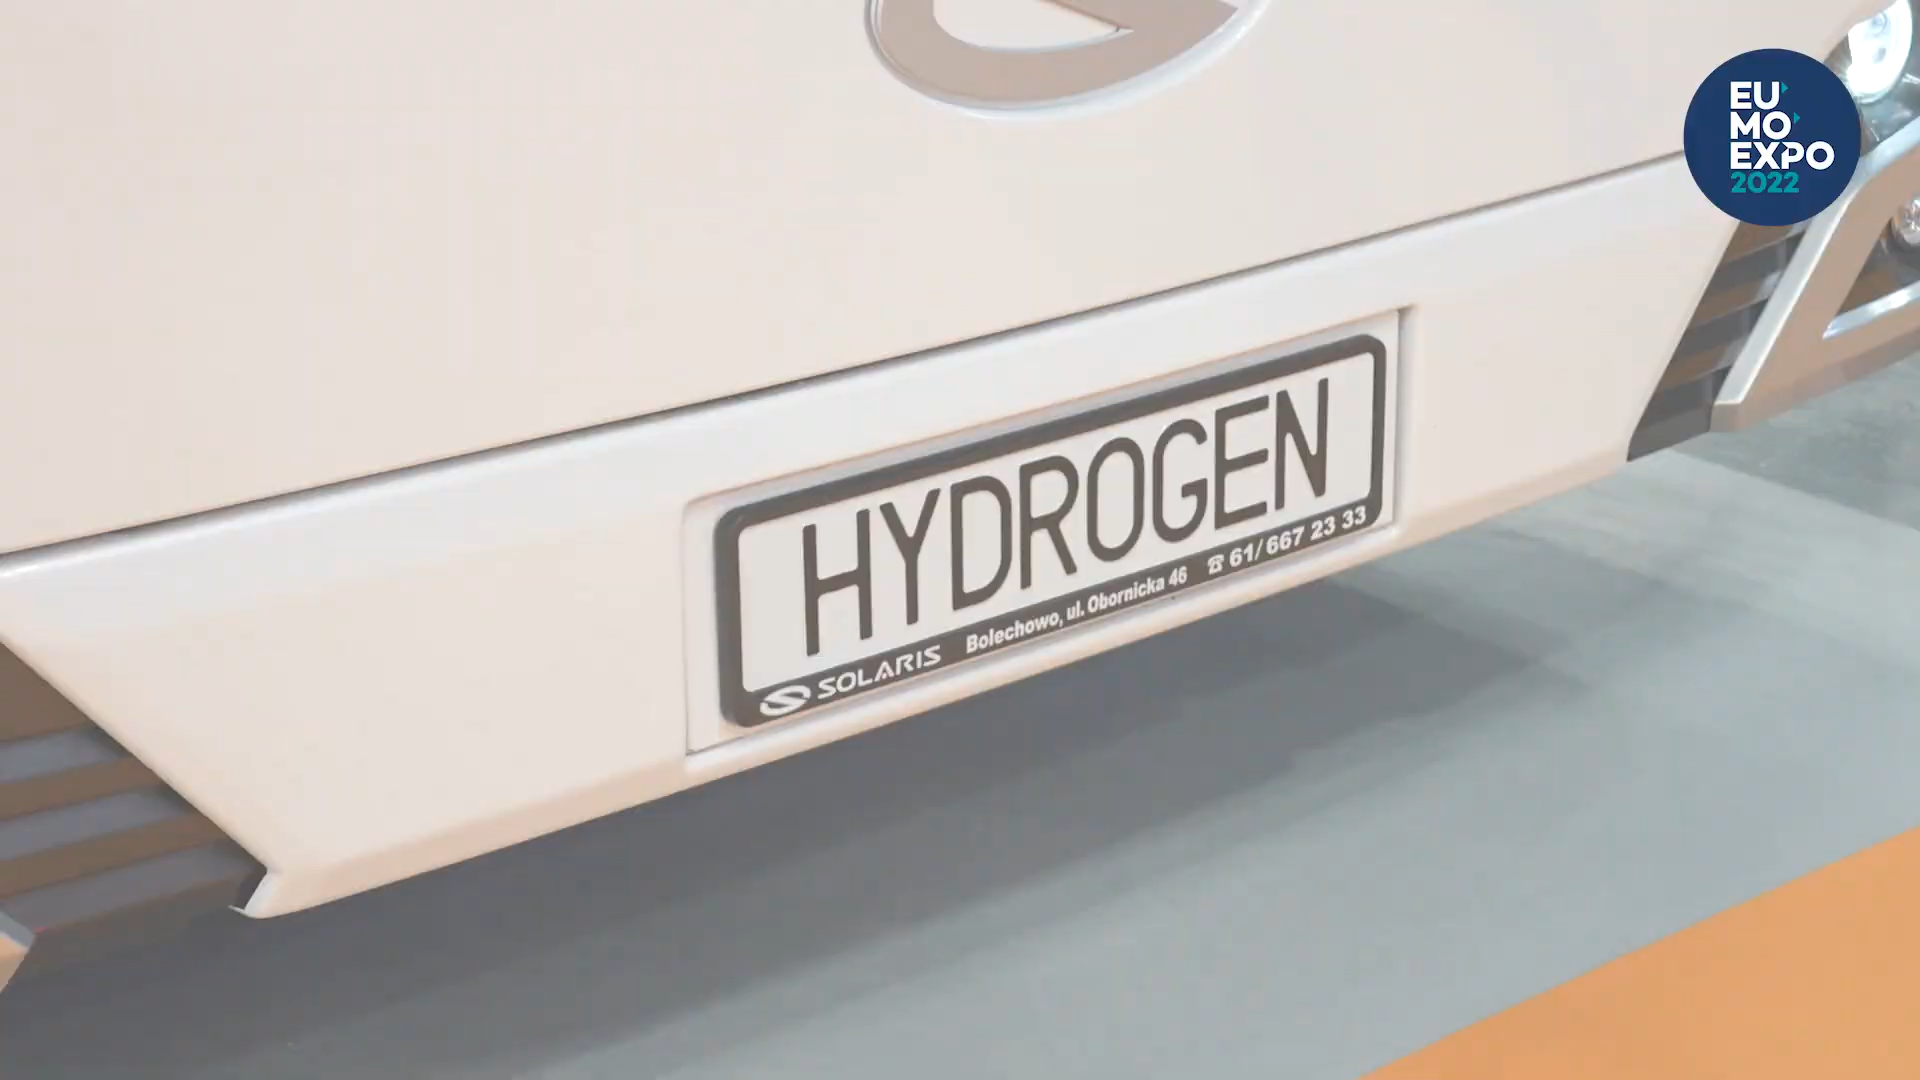 EU
MO
EXPO
2022
HYDROGEN
SOLARIS Bolechowo, ul. Obornicka 46 ☎ 61/667 23 33